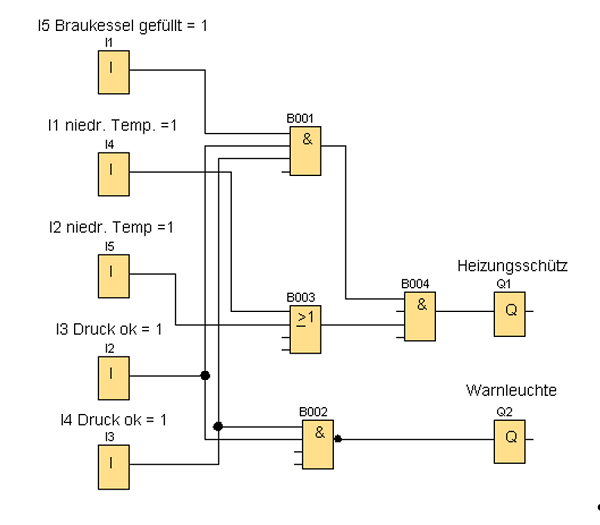 I5 Braukessel gefüllt = 1
I1
I
I1 niedr. Temp. =1
I4
I
I2 niedr. Temp =1
I5
I
I3 Druck ok = 1
I2
I
I4 Druck ok = 1
I3
I
B001
&
B003
≥1
B002
&
B004
&
Heizungsschütz
Q1
Q
Warnleuchte
Q2
Q